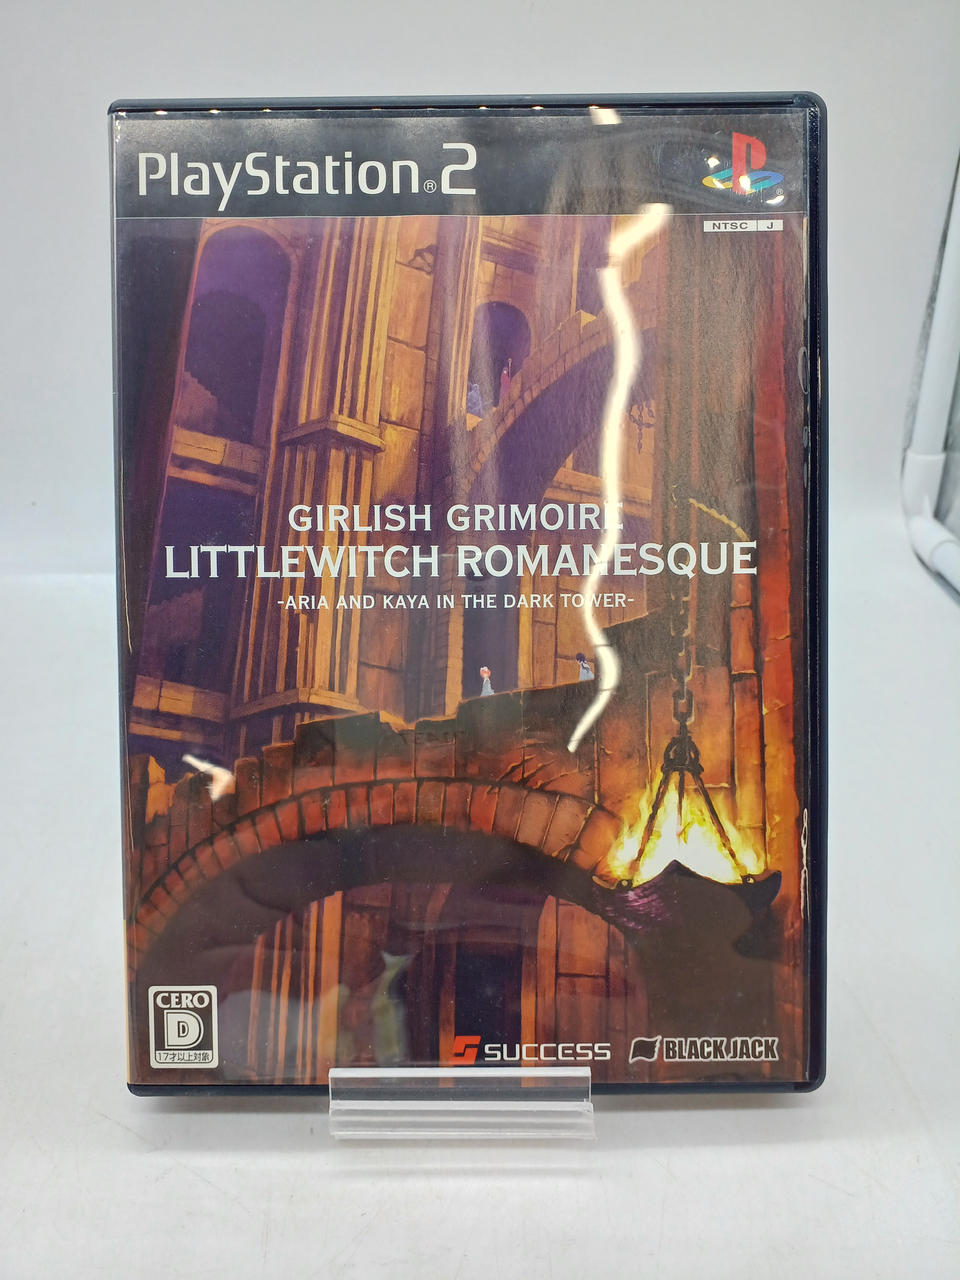 PlayStation®2
®
NTSC J
GIRLISH GRIMOIRE
LITTLEWITCH ROMANESQUE
-ARIA AND KAYA IN THE DARK TOWER-
CERO
D
17才以上対象
SUCCESS
BLACK JACK